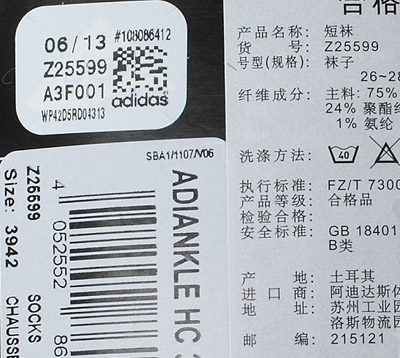 06/13 #108086412
Z25599
A3F001
adidas
WP42D5RD04313
SBA1/1107/V06
ADIANKLE HC
4 052552 86
Z25599 SOCKS
Size: 3942 CHAUSSE
合格
产品名称: 短袜
货 号: Z25599
号型(规格): 袜子
26~28
纤维成分: 主料: 75%
24% 聚酯纤
1% 氨纶
洗涤方法: 40
执行标准: FZ/T 7300
产品等级: 合格品
检验合格:
安全标准: GB 18401
B类
产 地: 土耳其
进 口 商: 阿迪达斯体
地 址: 苏州工业园
洛斯物流园
邮 编: 215121